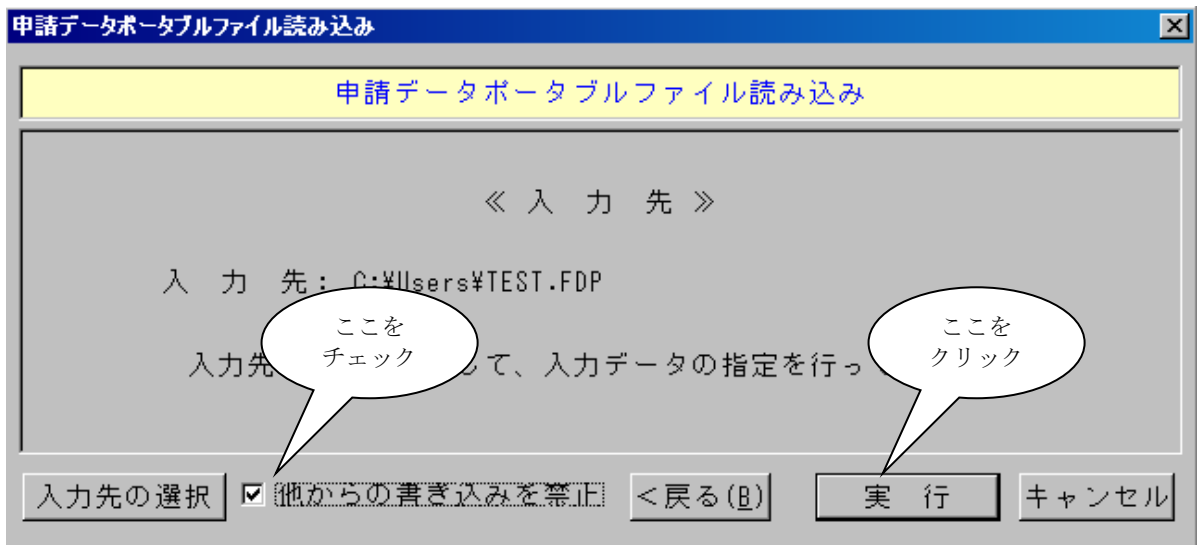 申請データポータブルファイル読み込み
申請データポータブルファイル読み込み
≪ 入 力 先 ≫
入 力 先： C:¥Users¥TEST.FDP
入力先 して、入力データの指定を行っ
ここを
チェック
ここを
クリック
入力先の選択
他からの書き込みを禁止
＜戻る(B)
実 行
キャンセル